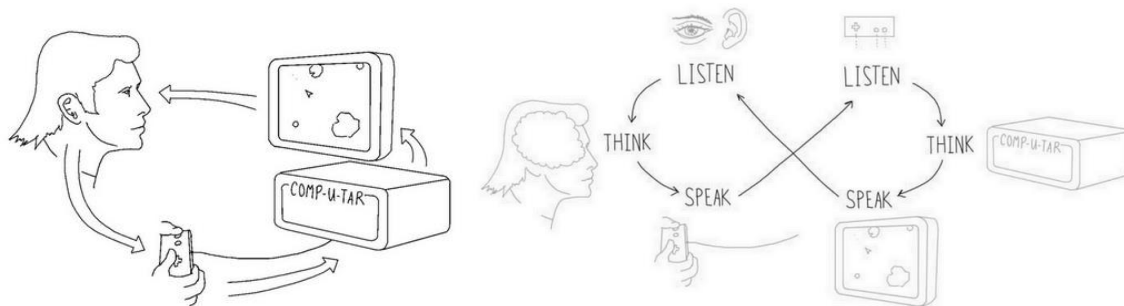 COMP-U-TAR
LISTEN
LISTEN
THINK
THINK
COMP-U-TAR
SPEAK
SPEAK